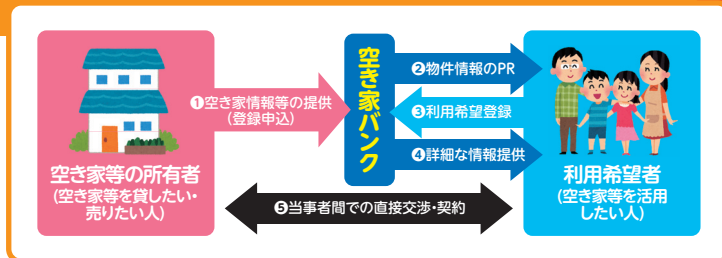 空き家等の所有者
(空き家等を貸したい・
売りたい人)
❶空き家情報等の提供
(登録申込)
空き家バンク
❷物件情報のPR
❸利用希望登録
❹詳細な情報提供
利用希望者
(空き家等を活用
したい人)
❺当事者間での直接交渉・契約